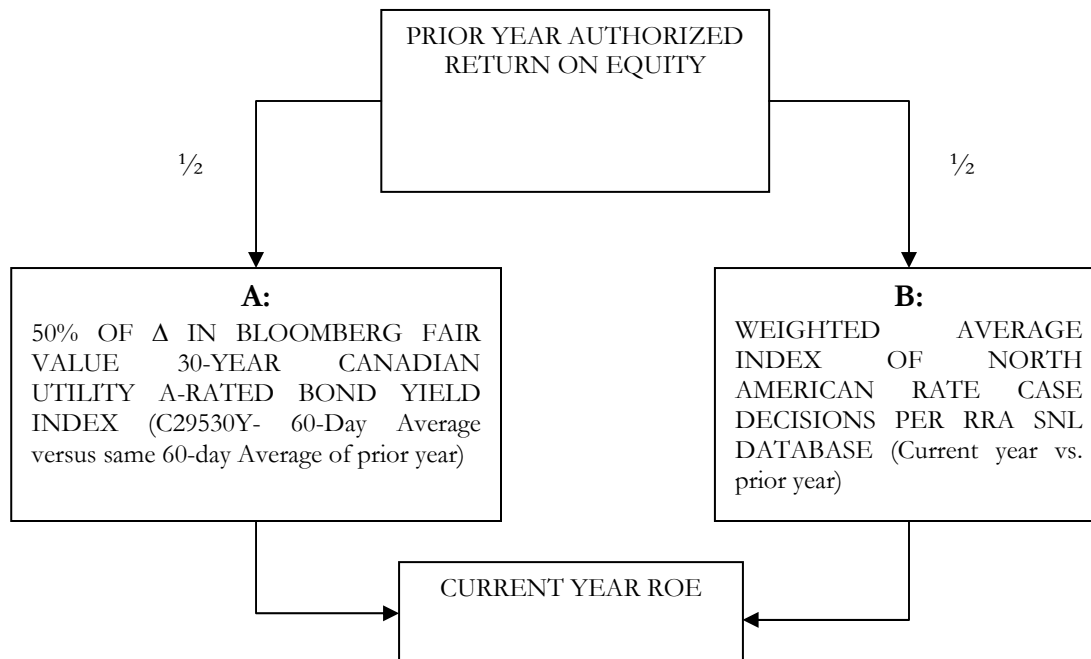 PRIOR YEAR AUTHORIZED
RETURN ON EQUITY
½
½
A:
50% OF Δ IN BLOOMBERG FAIR
VALUE 30-YEAR CANADIAN
UTILITY A-RATED BOND YIELD
INDEX (C29530Y- 60-Day Average
versus same 60-day Average of prior year)
B:
WEIGHTED AVERAGE
INDEX OF NORTH
AMERICAN RATE CASE
DECISIONS PER RRA SNL
DATABASE (Current year vs.
prior year)
CURRENT YEAR ROE